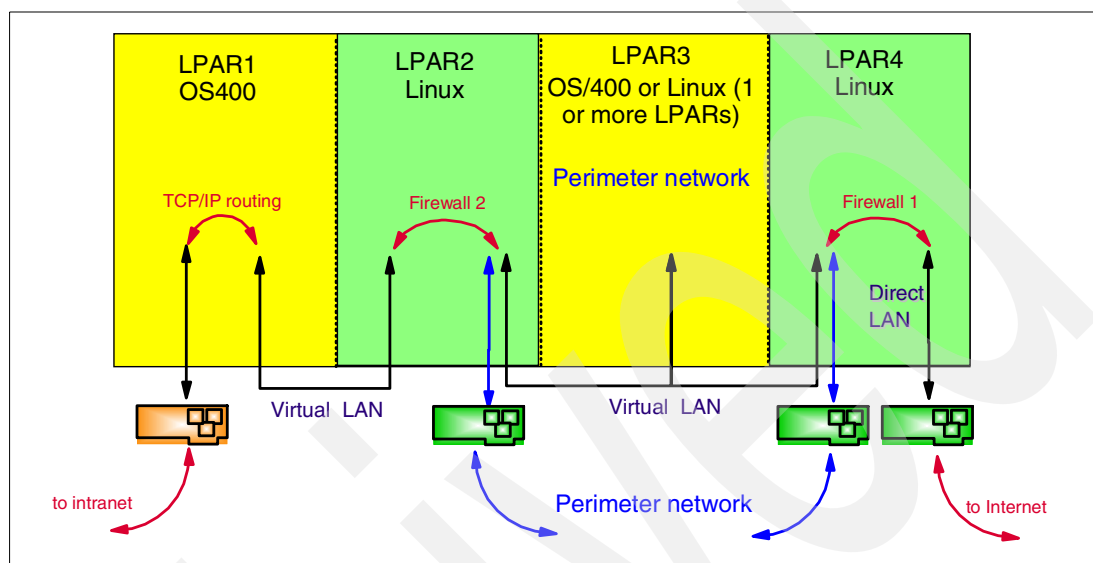 LPAR1
OS400
LPAR2
Linux
LPAR3
OS/400 or Linux (1
or more LPARs)
LPAR4
Linux
Perimeter network
TCP/IP routing
Firewall 2
Firewall 1
Direct
LAN
Virtual LAN
Virtual LAN
to intranet
Perimeter network
to Internet